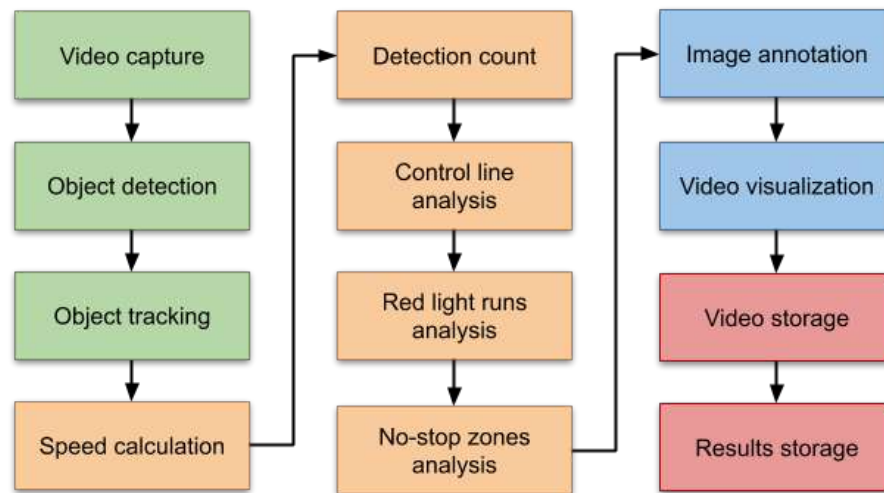 Video capture
Object detection
Object tracking
Speed calculation
Detection count
Control line
analysis
Red light runs
analysis
No-stop zones
analysis
Image annotation
Video visualization
Video storage
Results storage